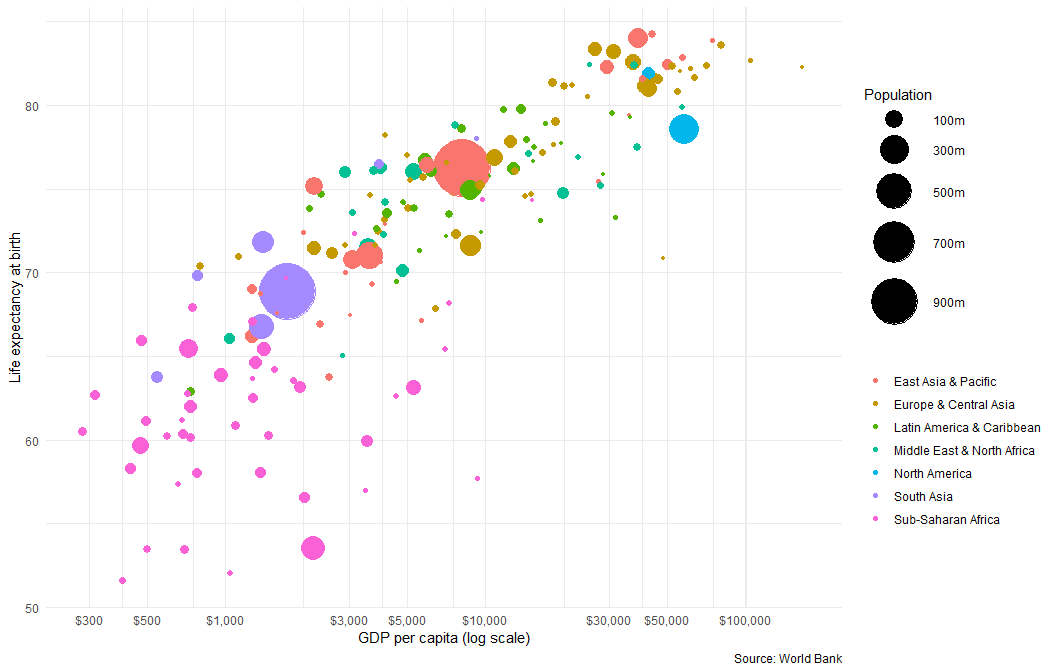 Life expectancy at birth
80
70
60
50
$300
$500
$1,000
$3,000
$5,000
$10,000
$30,000
$50,000
$100,000
GDP per capita (log scale)
Source: World Bank
Population
100m
300m
500m
700m
900m
East Asia & Pacific
Europe & Central Asia
Latin America & Caribbean
Middle East & North Africa
North America
South Asia
Sub-Saharan Africa